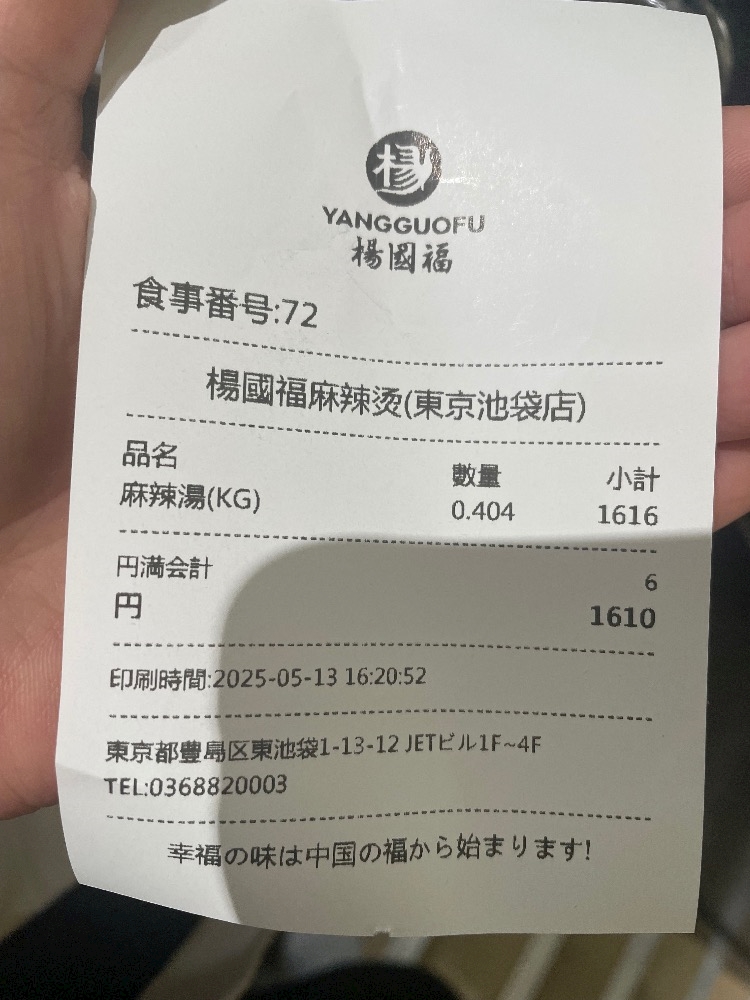 楊
YANGGUOFU
楊國福
食事番号:72
楊國福麻辣烫(東京池袋店)
品名 數量 小計
麻辣湯(KG) 0.404 1616
円満会計 6
円 1610
印刷時間:2025-05-13 16:20:52
東京都豊島区東池袋1-13-12 JETビル1F~4F
TEL:0368820003
幸福の味は中国の福から始まります!